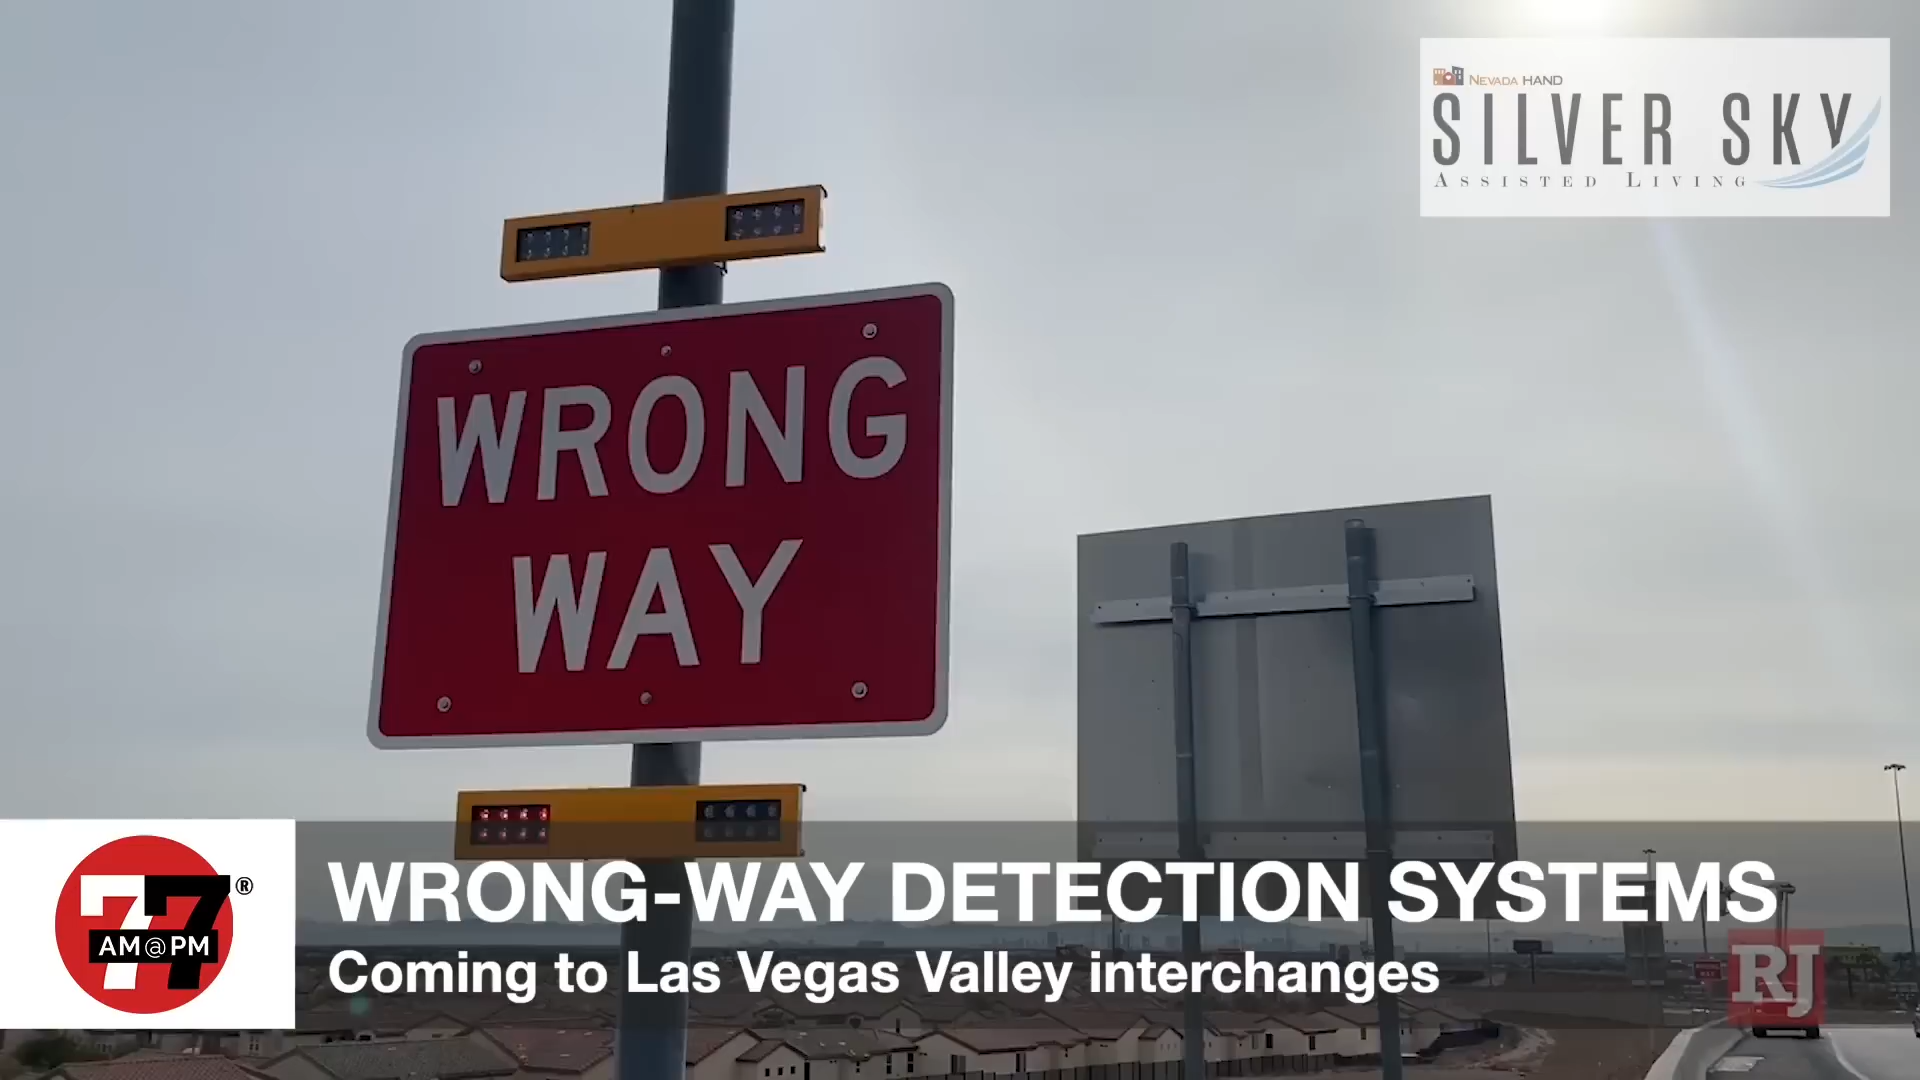 NEVADA HAND
SILVER SKY
ASSISTED LIVING
WRONG
WAY
77®
AM@PM
WRONG-WAY DETECTION SYSTEMS
Coming to Las Vegas Valley interchanges
RJ